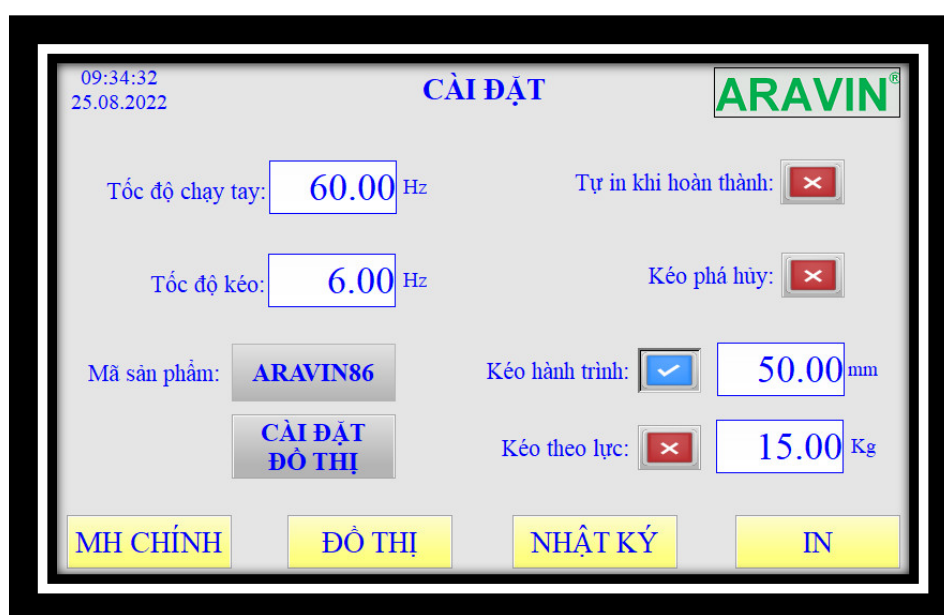 09:34:32
25.08.2022
CÀI ĐẶT
ARAVIN®
Tốc độ chạy tay: 60.00 Hz
Tự in khi hoàn thành:
Tốc độ kéo: 6.00 Hz
Kéo phá hủy:
Mã sản phẩm: ARAVIN86
Kéo hành trình: 50.00 mm
CÀI ĐẶT
ĐỒ THỊ
Kéo theo lực: 15.00 Kg
MH CHÍNH
ĐỒ THỊ
NHẬT KÝ
IN